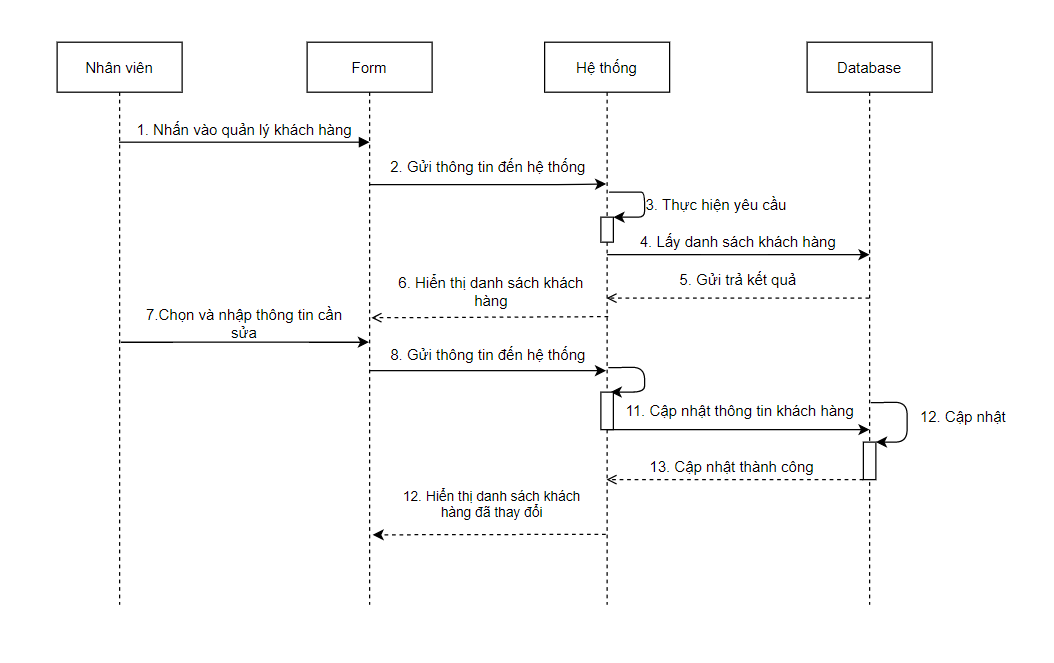 Nhân viên
Form
Hệ thống
Database
1. Nhấn vào quản lý khách hàng
2. Gửi thông tin đến hệ thống
3. Thực hiện yêu cầu
4. Lấy danh sách khách hàng
5. Gửi trả kết quả
6. Hiển thị danh sách khách
hàng
7.Chọn và nhập thông tin cần
sửa
8. Gửi thông tin đến hệ thống
11. Cập nhật thông tin khách hàng
12. Cập nhật
13. Cập nhật thành công
12. Hiển thị danh sách khách
hàng đã thay đổi